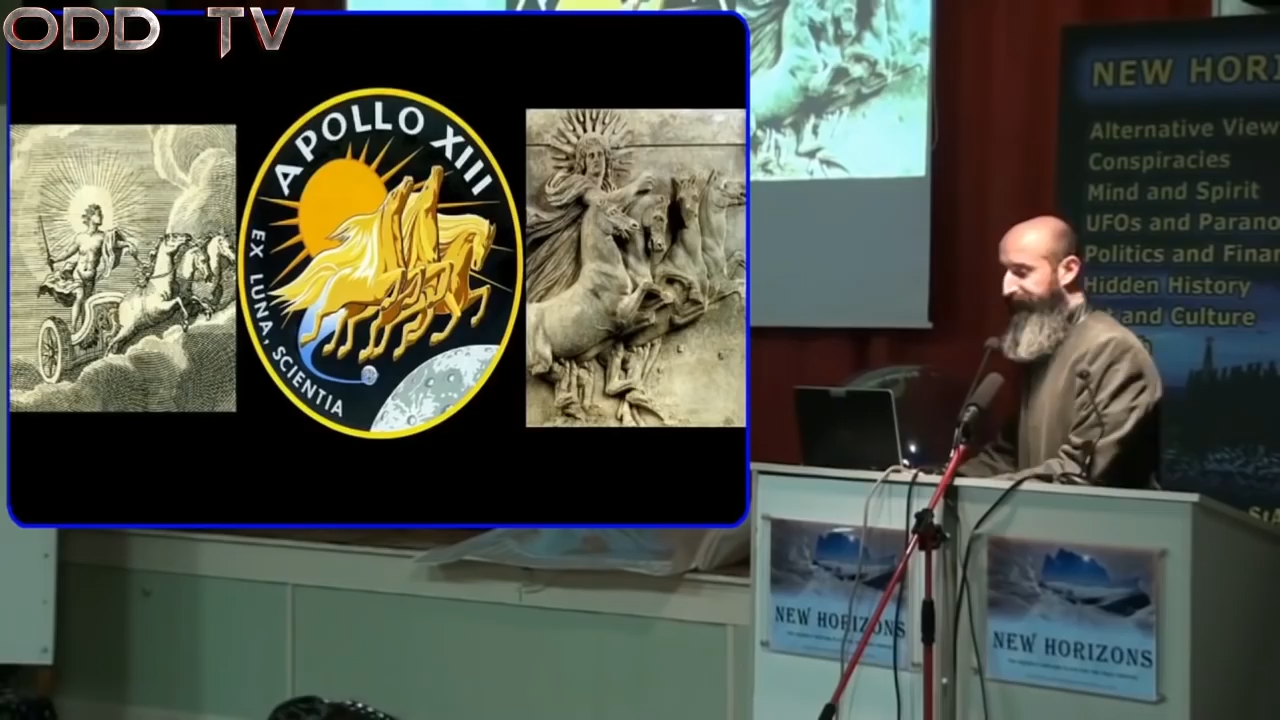 ODD TV
APOLLO XIII
EX LUNA, SCIENTIA
NEW HORI
Alternative View
Conspiracies
Mind and Spirit
UFOs and Parano
Politics and Finan
Hidden History
and Culture
NEW HORIZONS
NEW HORIZONS